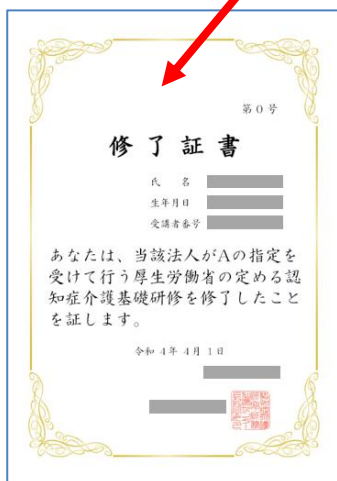 第０号
修了証書
氏　名
生年月日
受講者番号
あなたは、当該法人がAの指定を
受けて行う厚生労働省の定める認
知症介護基礎研修を修了したこと
を証します。
令和 4年 4月 1日